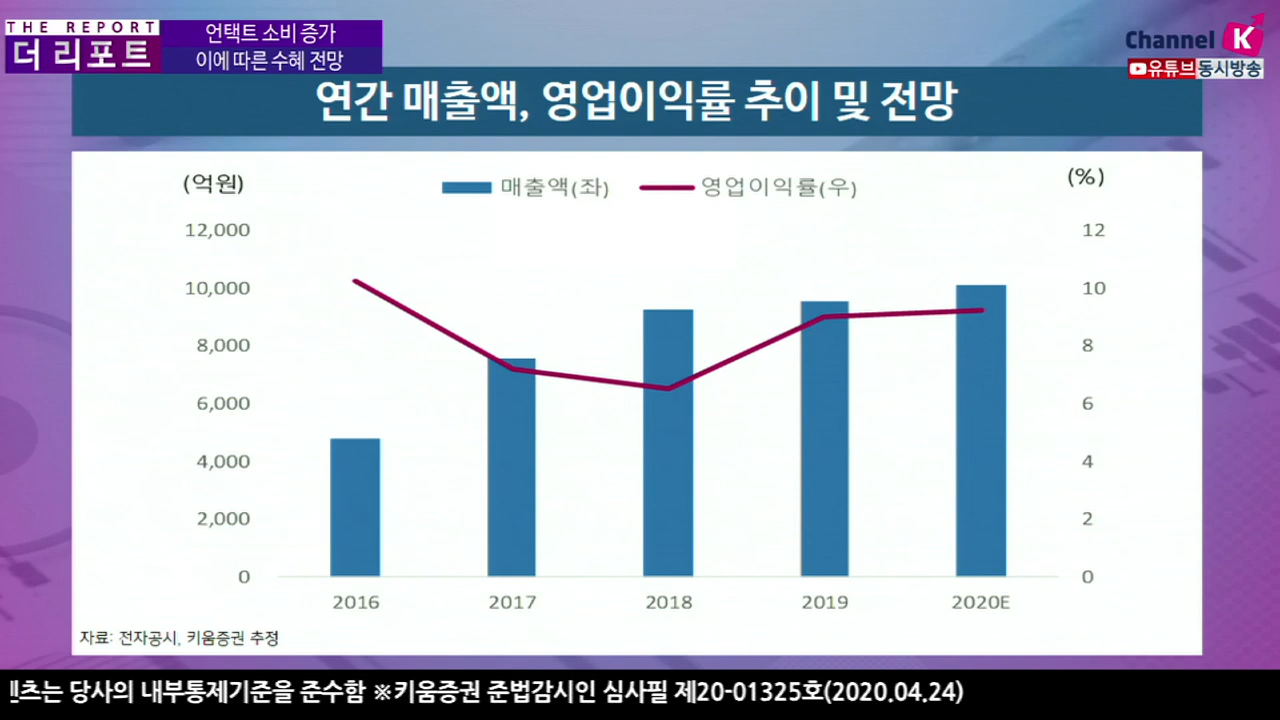 THE REPORT
더 리포트
언택트 소비 증가
이에 따른 수혜 전망
Channel K
유튜브 동시방송
연간 매출액, 영업이익률 추이 및 전망
(억원)
매출액(좌) 영업이익률(우)
(%)
12,000 12
10,000 10
8,000 8
6,000 6
4,000 4
2,000 2
0 0
2016 2017 2018 2019 2020E
자료: 전자공시, 키움증권 추정
당사의 내부통제기준을 준수함 ※키움증권 준법감시인 심사필 제20-01325호(2020.04.24)